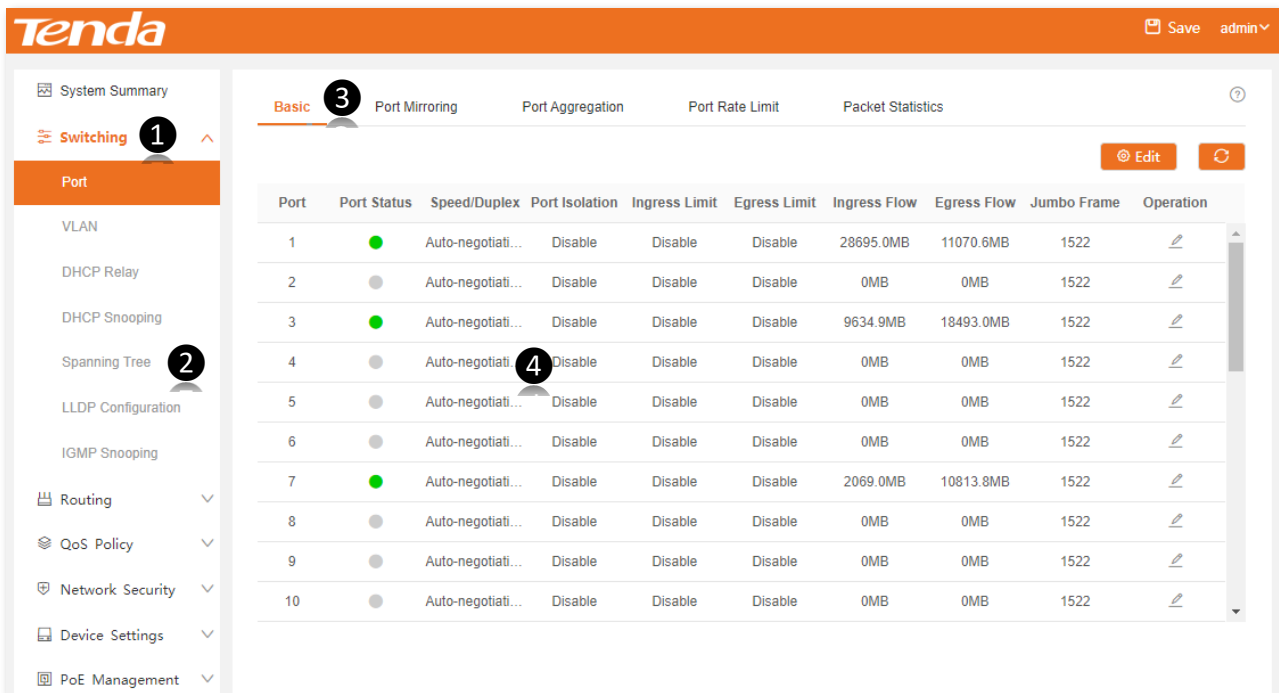 Tenda
Save admin
System Summary
Switching 1
Port
VLAN
DHCP Relay
DHCP Snooping
Spanning Tree 2
LLDP Configuration
IGMP Snooping
Routing
QoS Policy
Network Security
Device Settings
PoE Management
Basic 3 Port Mirroring Port Aggregation Port Rate Limit Packet Statistics ?
Edit
Port Port Status Speed/Duplex Port Isolation Ingress Limit Egress Limit Ingress Flow Egress Flow Jumbo Frame Operation
1 Auto-negotiati... Disable Disable Disable 28695.0MB 11070.6MB 1522
2 Auto-negotiati... Disable Disable Disable 0MB 0MB 1522
3 Auto-negotiati... Disable Disable Disable 9634.9MB 18493.0MB 1522
4 Auto-negotiati... 4 Disable Disable Disable 0MB 0MB 1522
5 Auto-negotiati... Disable Disable Disable 0MB 0MB 1522
6 Auto-negotiati... Disable Disable Disable 0MB 0MB 1522
7 Auto-negotiati... Disable Disable Disable 2069.0MB 10813.8MB 1522
8 Auto-negotiati... Disable Disable Disable 0MB 0MB 1522
9 Auto-negotiati... Disable Disable Disable 0MB 0MB 1522
10 Auto-negotiati... Disable Disable Disable 0MB 0MB 1522